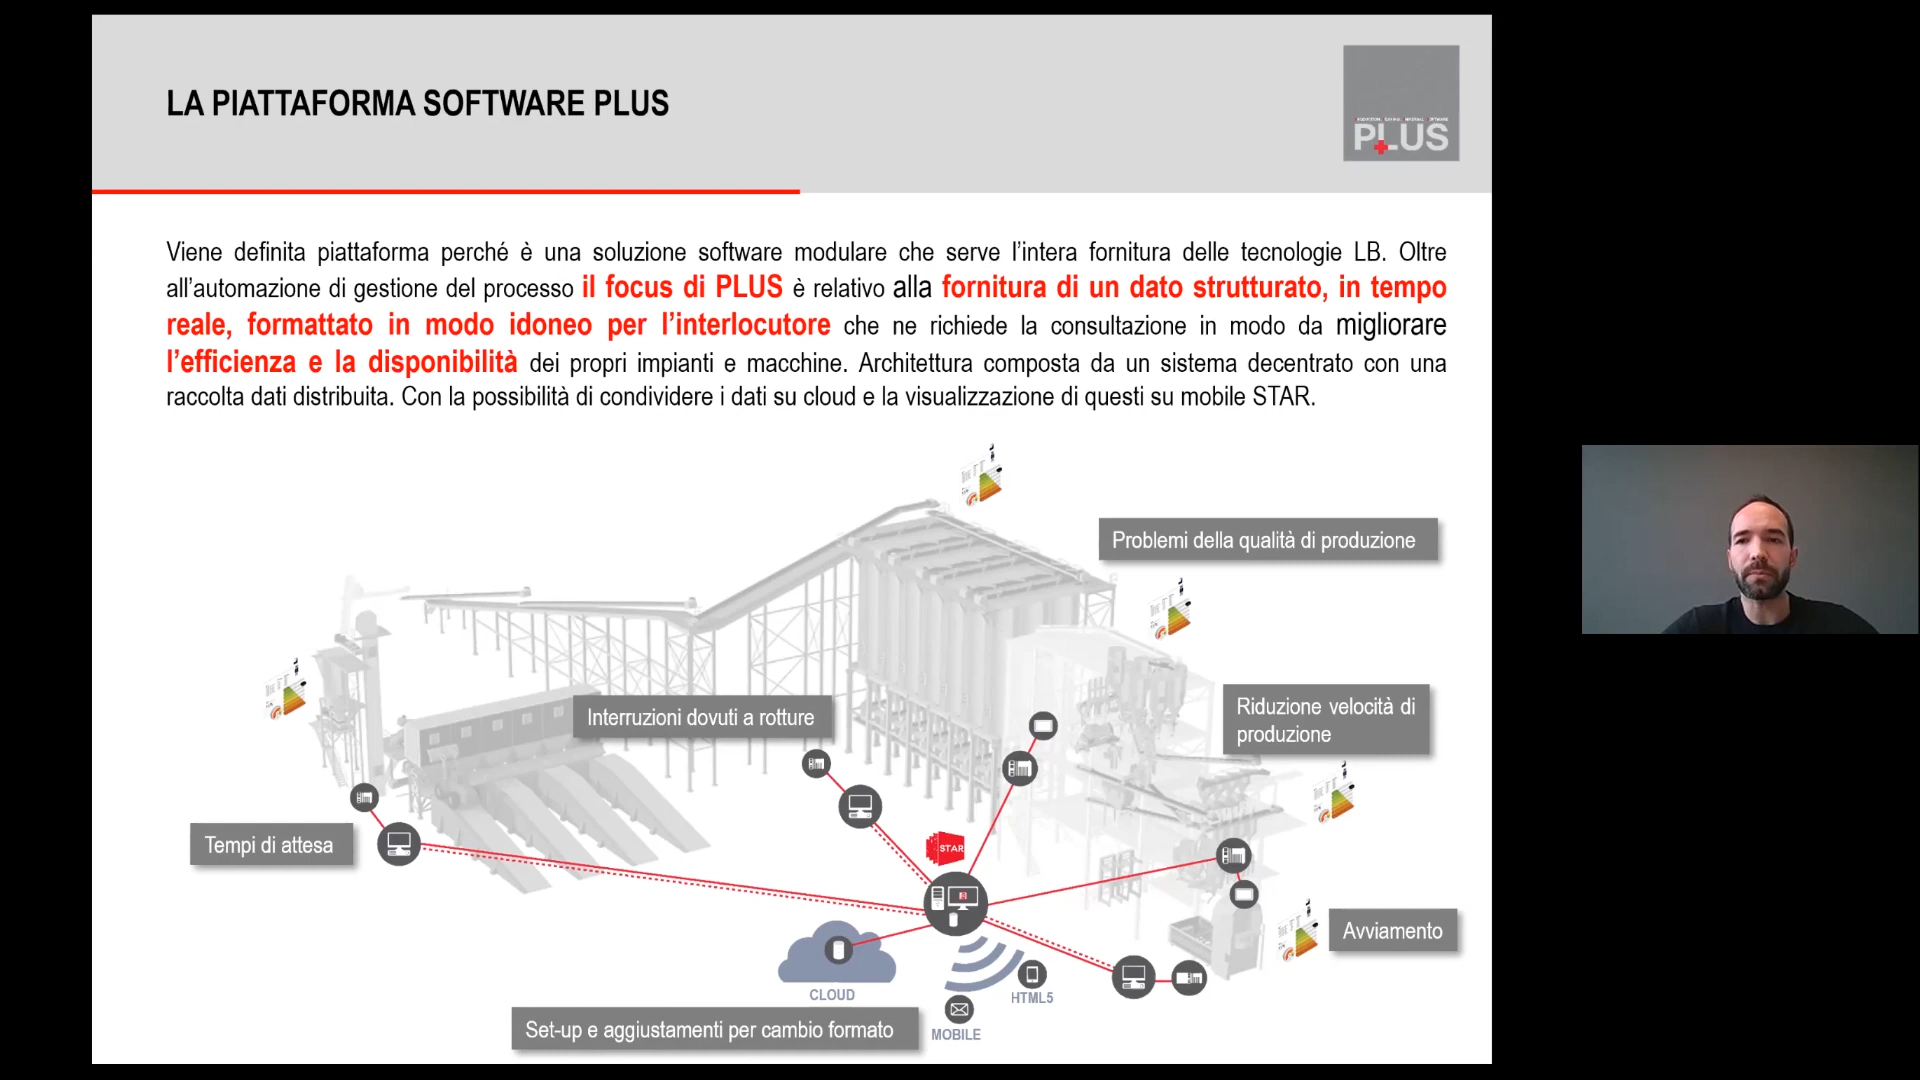 LA PIATTAFORMA SOFTWARE PLUS
PLUS
Viene definita piattaforma perché è una soluzione software modulare che serve l’intera fornitura delle tecnologie LB. Oltre
all’automazione di gestione del processo il focus di PLUS è relativo alla fornitura di un dato strutturato, in tempo
reale, formattato in modo idoneo per l’interlocutore che ne richiede la consultazione in modo da migliorare
l’efficienza e la disponibilità dei propri impianti e macchine. Architettura composta da un sistema decentrato con una
raccolta dati distribuita. Con la possibilità di condividere i dati su cloud e la visualizzazione di questi su mobile STAR.
Problemi della qualità di produzione
Interruzioni dovuti a rotture
Riduzione velocità di
produzione
Tempi di attesa
STAR
Avviamento
CLOUD
HTML5
MOBILE
Set-up e aggiustamenti per cambio formato